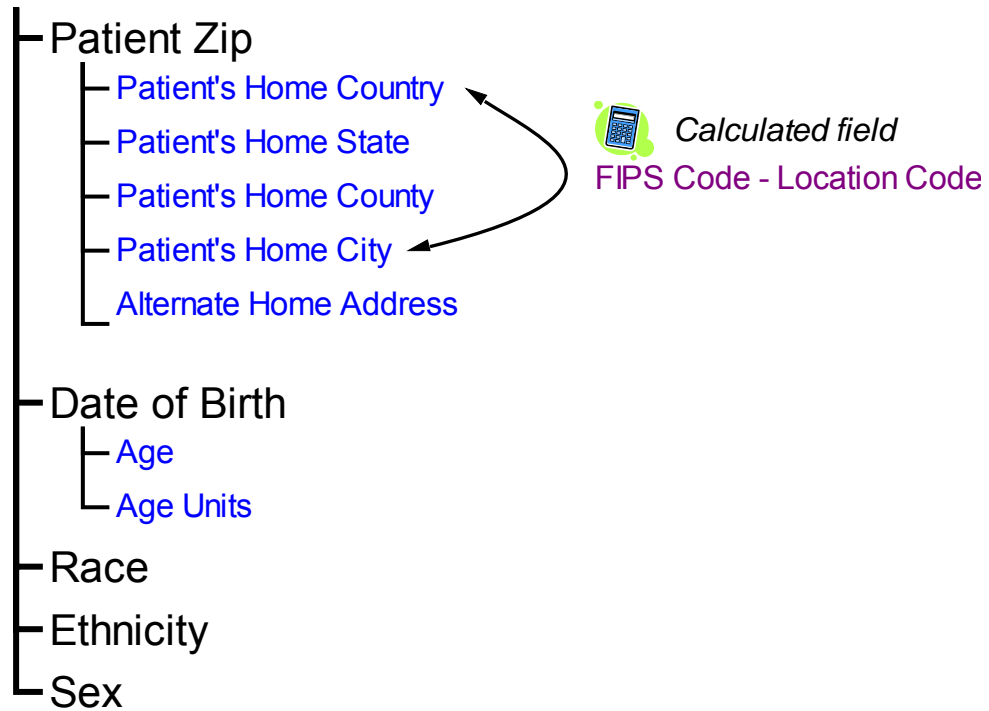 Patient Zip
Patient's Home Country
Patient's Home State
Patient's Home County
Patient's Home City
Alternate Home Address
Calculated field
FIPS Code - Location Code
Date of Birth
Age
Age Units
Race
Ethnicity
Sex